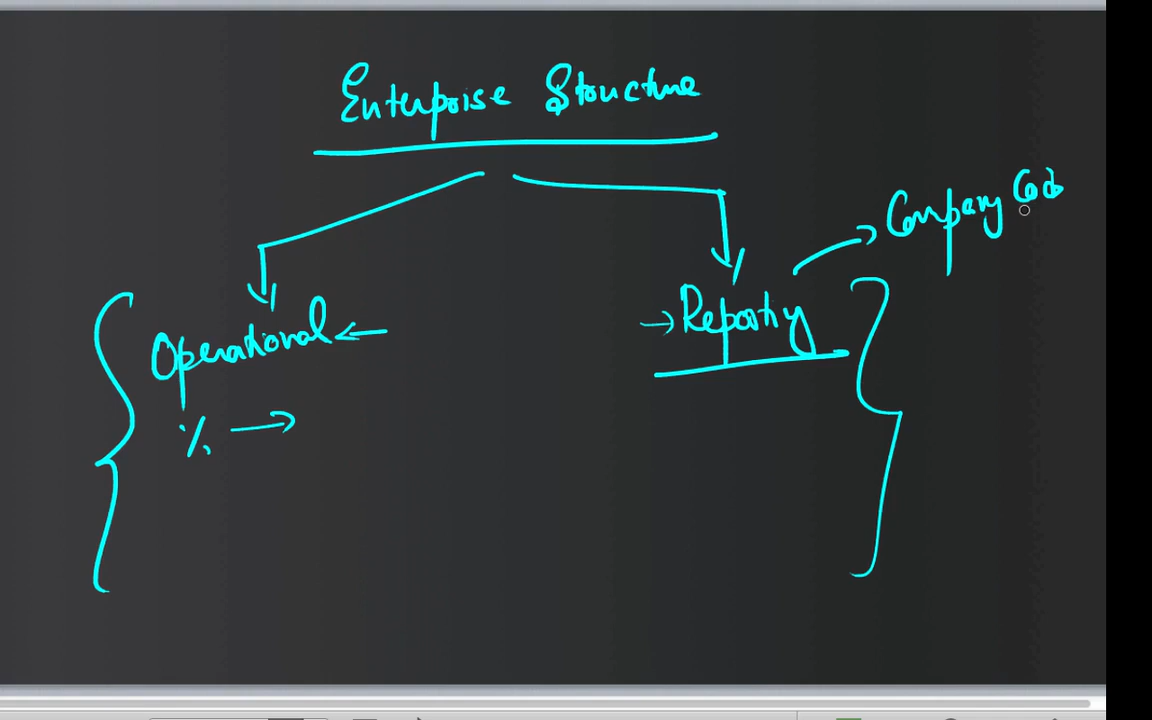 Enterprise Structure
Company Code
Operational
Reporting
%